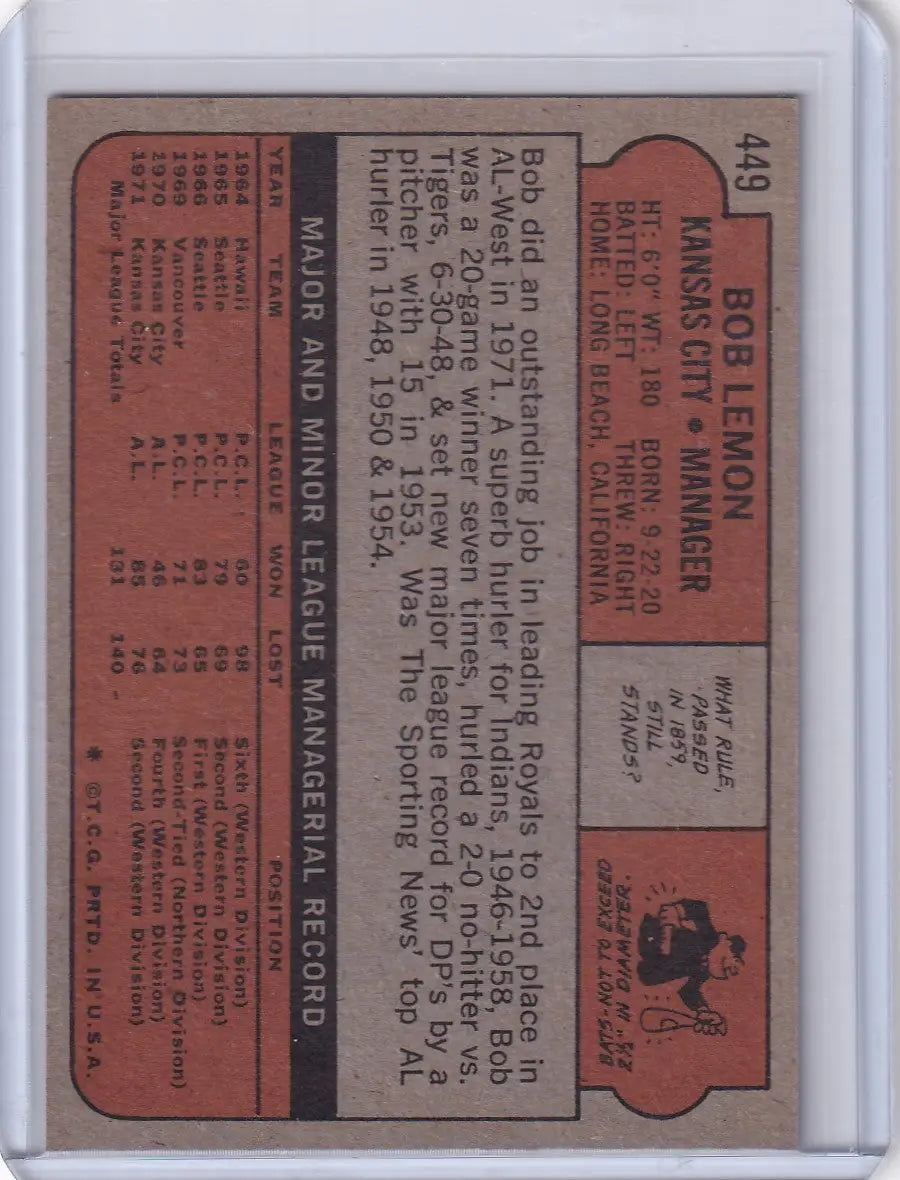 449
BOB LEMON
KANSAS CITY • MANAGER
HT: 6'0" WT: 180 BORN: 9-22-20
BATTED: LEFT THREW: RIGHT
HOME: LONG BEACH, CALIFORNIA
WHAT RULE,
PASSED
IN 1859,
STILL
STANDS?
BATS-NOT TO EXCEED
2½" IN DIAMETER.
Bob did an outstanding job in leading Royals to 2nd place in
AL-West in 1971. A superb hurler for Indians, 1946-1958, Bob
was a 20-game winner seven times, hurled a 2-0 no-hitter vs.
Tigers, 6-30-48, & set new major league record for DP's by a
pitcher with 15 in 1953. Was The Sporting News' top AL
hurler in 1948, 1950 & 1954.
MAJOR AND MINOR LEAGUE MANAGERIAL RECORD
YEAR TEAM LEAGUE WON LOST POSITION
1964 Hawaii P.C.L. 60 98 Sixth (Western Division)
1965 Seattle P.C.L. 79 69 Second (Western Division)
1966 Seattle P.C.L. 83 65 First (Western Division)
1969 Vancouver P.C.L. 71 73 Second-Tied (Northern Division)
1970 Kansas City A.L. 46 64 Fourth (Western Division)
1971 Kansas City A.L. 85 76 Second (Western Division)
Major League Totals 131 140
* ©T.C.G. PRTD. IN U.S.A.